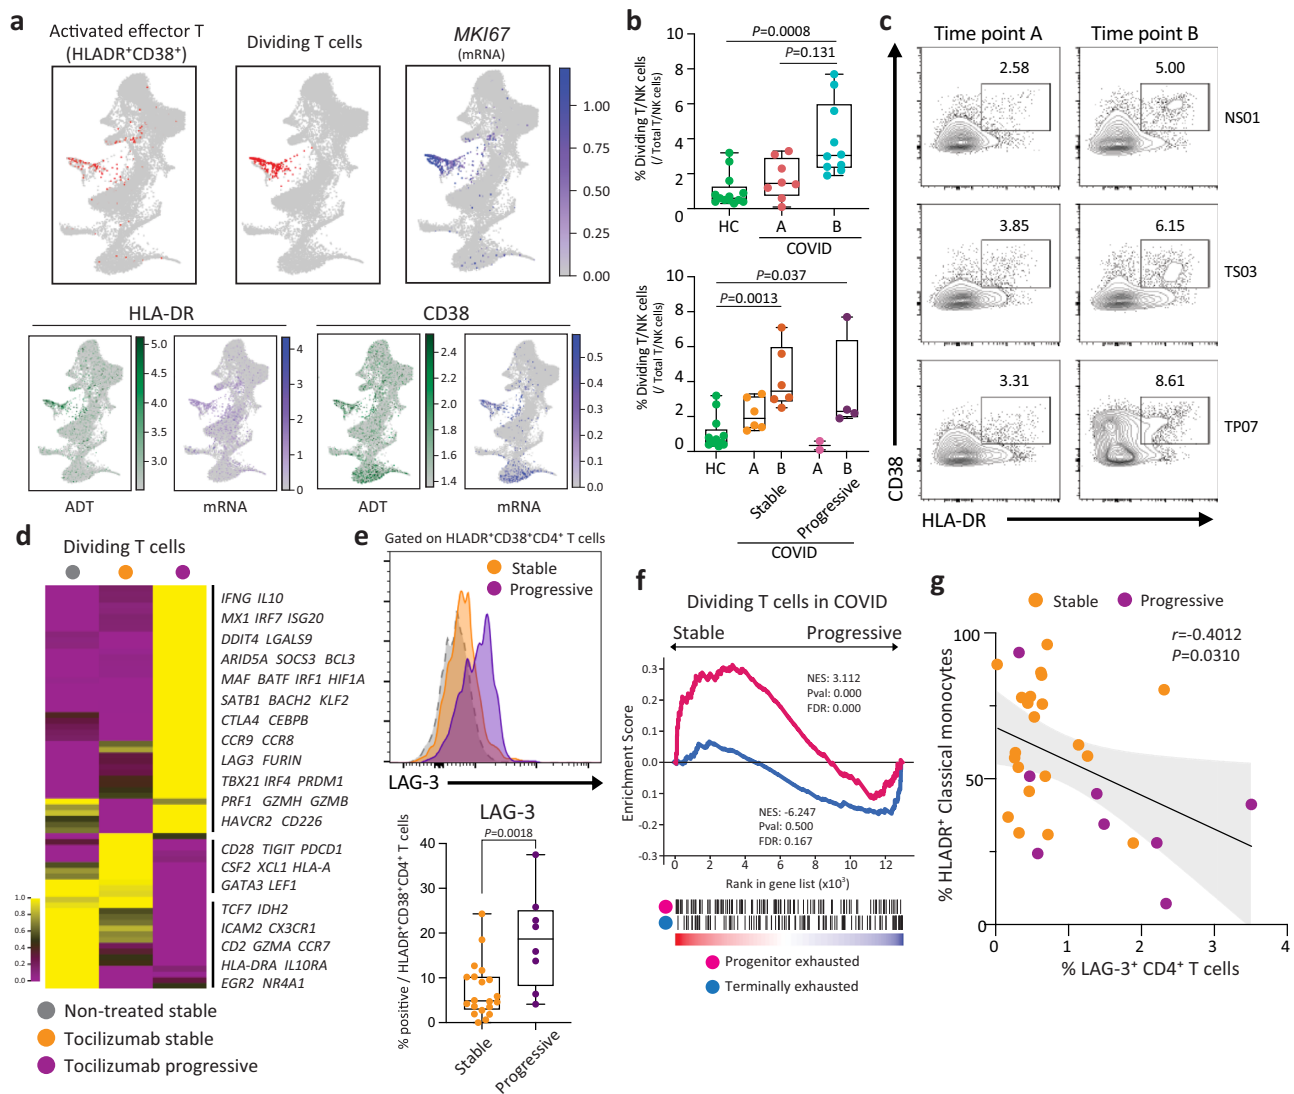 a
Activated effector T
(HLADR⁺CD38⁺)
Dividing T cells
MKI67
(mRNA)
1.00
0.75
0.50
0.25
0.00
HLA-DR
CD38
5.0
4.5
4.0
3.5
3.0
4
3
2
1
0
2.4
2.2
2.0
1.8
1.6
1.4
0.5
0.4
0.3
0.2
0.1
0.0
ADT
mRNA
ADT
mRNA
b
P=0.0008
P=0.131
% Dividing T/NK cells
(/ Total T/NK cells)
10
8
6
4
2
0
HC
A
B
COVID
P=0.037
P=0.0013
% Dividing T/NK cells
(/ Total T/NK cells)
10
8
6
4
2
0
HC
A
B
A
B
Stable
Progressive
COVID
c
Time point A
Time point B
2.58
5.00
NS01
3.85
6.15
TS03
3.31
8.61
TP07
CD38
HLA-DR
d
Dividing T cells
IFNG IL10
MX1 IRF7 ISG20
DDIT4 LGALS9
ARID5A SOCS3 BCL3
MAF BATF IRF1 HIF1A
SATB1 BACH2 KLF2
CTLA4 CEBPB
CCR9 CCR8
LAG3 FURIN
TBX21 IRF4 PRDM1
PRF1 GZMH GZMB
HAVCR2 CD226
CD28 TIGIT PDCD1
CSF2 XCL1 HLA-A
GATA3 LEF1
TCF7 IDH2
ICAM2 CX3CR1
CD2 GZMA CCR7
HLA-DRA IL10RA
EGR2 NR4A1
1.0
0.8
0.6
0.4
0.2
0.0
Non-treated stable
Tocilizumab stable
Tocilizumab progressive
e
Gated on HLADR⁺CD38⁺CD4⁺ T cells
Stable
Progressive
LAG-3
LAG-3
P=0.0018
% positive / HLADR⁺CD38⁺CD4⁺ T cells
40
30
20
10
0
Stable
Progressive
f
Dividing T cells in COVID
Stable
Progressive
NES: 3.112
Pval: 0.000
FDR: 0.000
NES: -6.247
Pval: 0.500
FDR: 0.167
Enrichment Score
0.3
0.2
0.1
0.0
-0.1
-0.2
-0.3
0
2
4
6
8
10
12
Rank in gene list (x10³)
Progenitor exhausted
Terminally exhausted
g
Stable
Progressive
r=-0.4012
P=0.0310
% HLADR⁺ Classical monocytes
100
50
0
0
1
2
3
4
% LAG-3⁺ CD4⁺ T cells